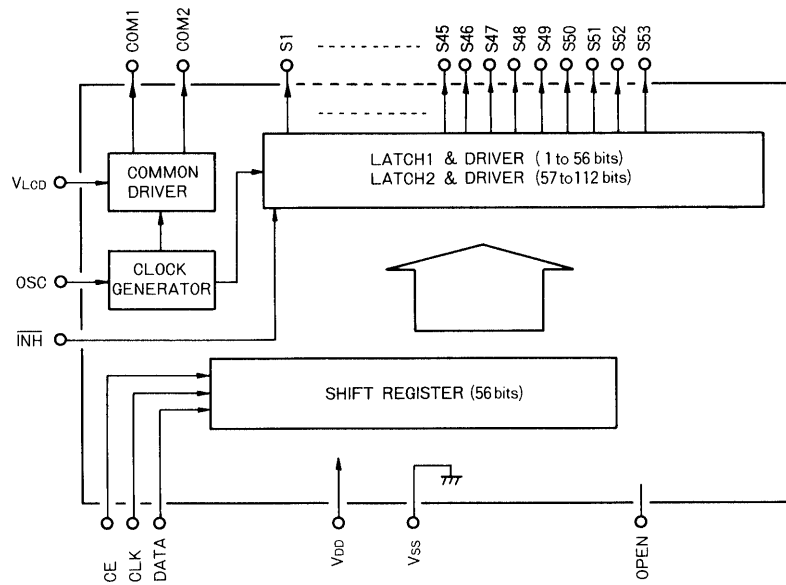 COM1
COM2
S1
S45
S46
S47
S48
S49
S50
S51
S52
S53
LATCH1 & DRIVER (1 to 56 bits)
LATCH2 & DRIVER (57 to 112 bits)
VLCD
COMMON
DRIVER
OSC
CLOCK
GENERATOR
INH
SHIFT REGISTER (56 bits)
CE
CLK
DATA
VDD
VSS
OPEN